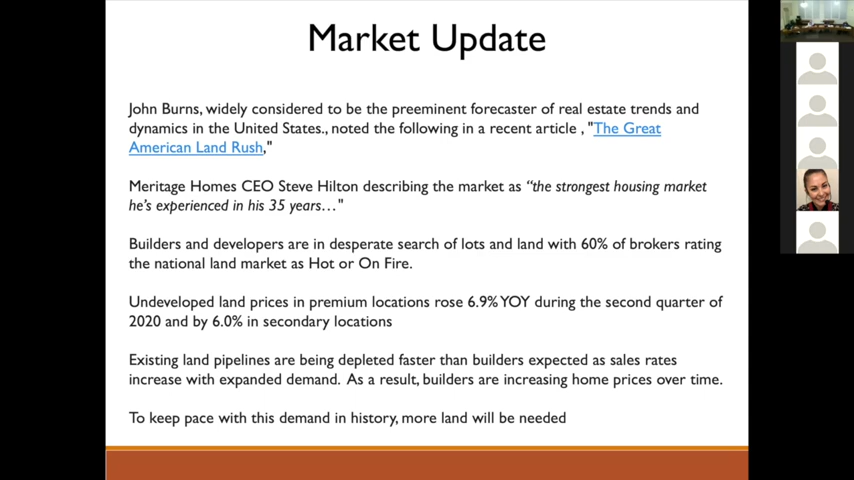 Market Update
John Burns, widely considered to be the preeminent forecaster of real estate trends and
dynamics in the United States., noted the following in a recent article , "The Great
American Land Rush,"
Meritage Homes CEO Steve Hilton describing the market as “the strongest housing market
he’s experienced in his 35 years…"
Builders and developers are in desperate search of lots and land with 60% of brokers rating
the national land market as Hot or On Fire.
Undeveloped land prices in premium locations rose 6.9% YOY during the second quarter of
2020 and by 6.0% in secondary locations
Existing land pipelines are being depleted faster than builders expected as sales rates
increase with expanded demand. As a result, builders are increasing home prices over time.
To keep pace with this demand in history, more land will be needed